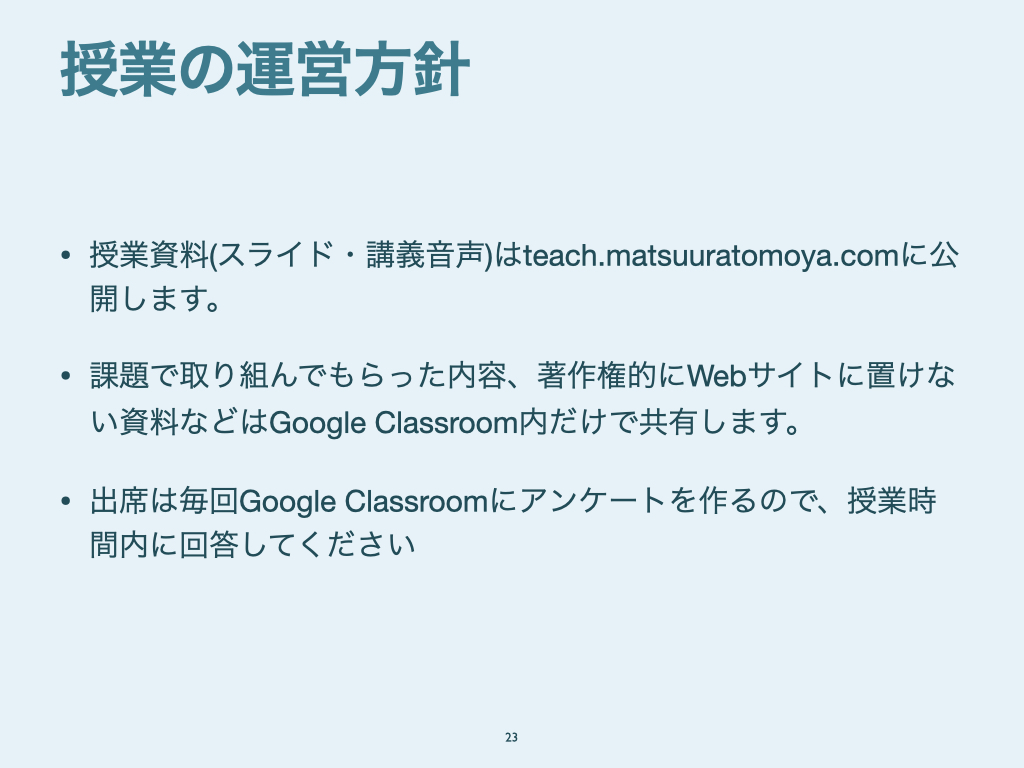 授業の運営方針
• 授業資料(スライド・講義音声)はteach.matsuuratomoya.comに公
開します。
• 課題で取り組んでもらった内容、著作権的にWebサイトに置けな
い資料などはGoogle Classroom内だけで共有します。
• 出席は毎回Google Classroomにアンケートを作るので、授業時
間内に回答してください
23